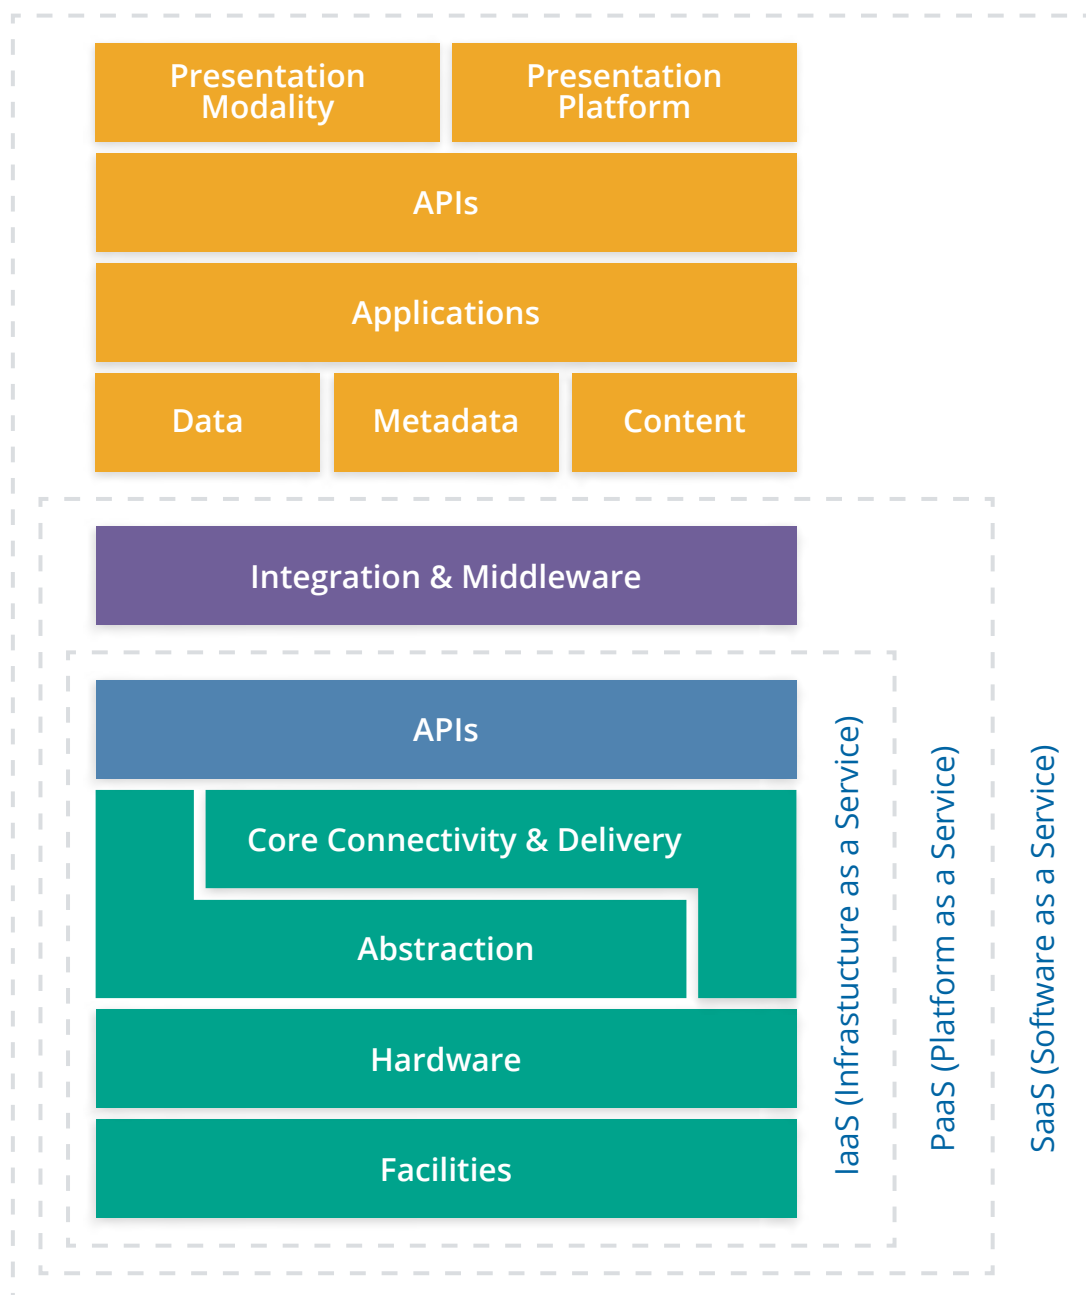 Presentation
Modality
Presentation
Platform
APIs
Applications
Data
Metadata
Content
Integration & Middleware
APIs
Core Connectivity & Delivery
Abstraction
Hardware
Facilities
IaaS (Infrastucture as a Service)
PaaS (Platform as a Service)
SaaS (Software as a Service)